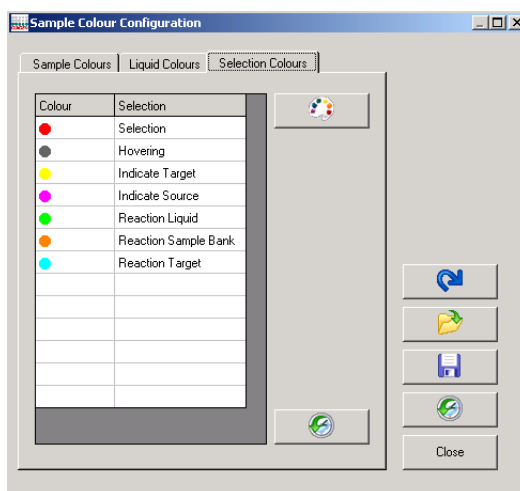 Sample Colour Configuration
Sample Colours Liquid Colours Selection Colours
Colour Selection
Selection
Hovering
Indicate Target
Indicate Source
Reaction Liquid
Reaction Sample Bank
Reaction Target
Close